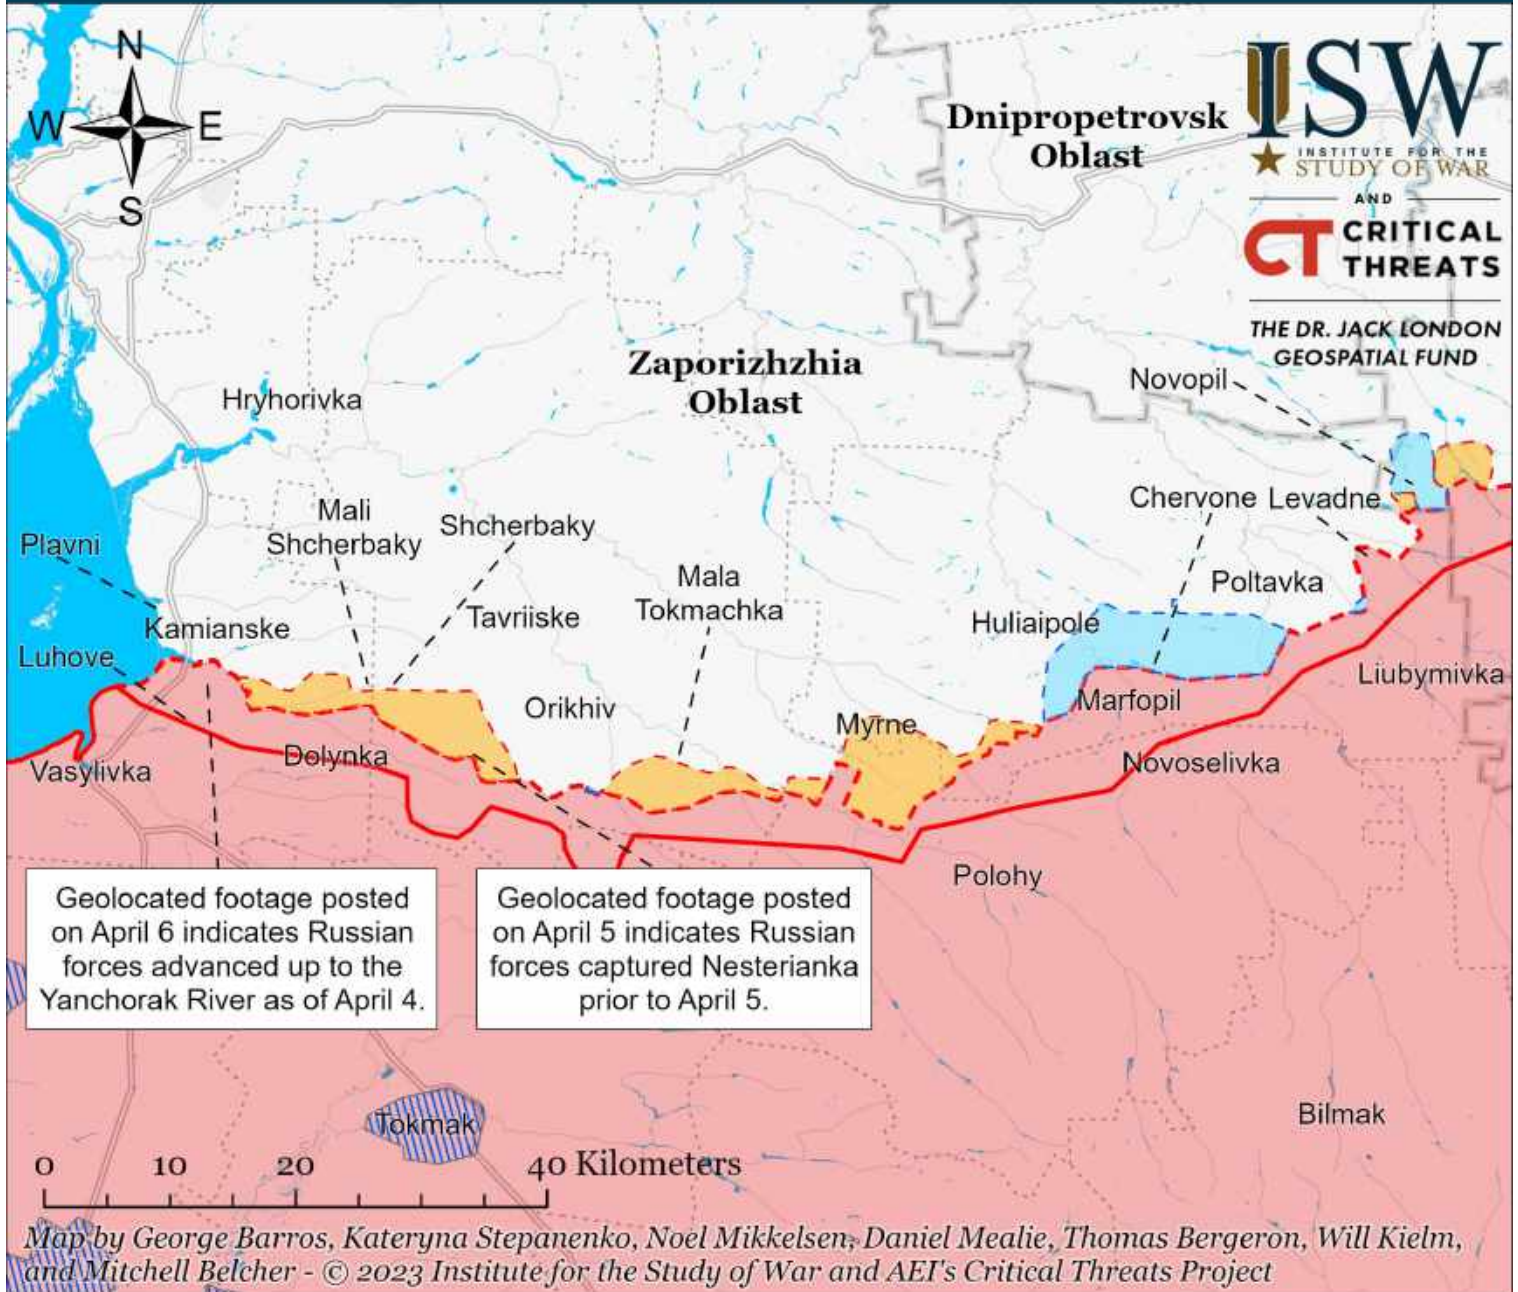 N
W E
S
ISW
INSTITUTE FOR THE
STUDY OF WAR
AND
CT CRITICAL
THREATS
THE DR. JACK LONDON
GEOSPATIAL FUND
Dnipropetrovsk
Oblast
Zaporizhzhia
Oblast
Novopil
Hryhorivka
Mali
Shcherbaky
Shcherbaky
Chervone
Levadne
Plavni
Mala
Tokmachka
Poltavka
Kamianske
Tavriiske
Huliaipole
Luhove
Liubymivka
Orikhiv
Marfopil
Myrne
Vasylivka
Dolynka
Novoselivka
Polohy
Geolocated footage posted
on April 6 indicates Russian
forces advanced up to the
Yanchorak River as of April 4.
Geolocated footage posted
on April 5 indicates Russian
forces captured Nesterianka
prior to April 5.
Tokmak
Bilmak
0 10 20 40 Kilometers
Map by George Barros, Kateryna Stepanenko, Noel Mikkelsen, Daniel Mealie, Thomas Bergeron, Will Kielm,
and Mitchell Belcher - © 2023 Institute for the Study of War and AEI's Critical Threats Project